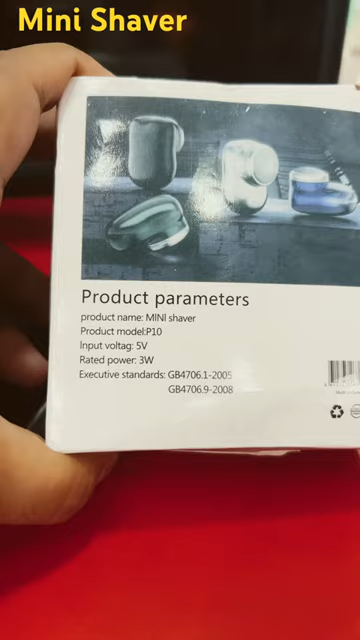 Mini Shaver
Product parameters
product name: MINI shaver
Product model:P10
Input voltag: 5V
Rated power: 3W
Executive standards: GB4706.1-2005
GB4706.9-2008